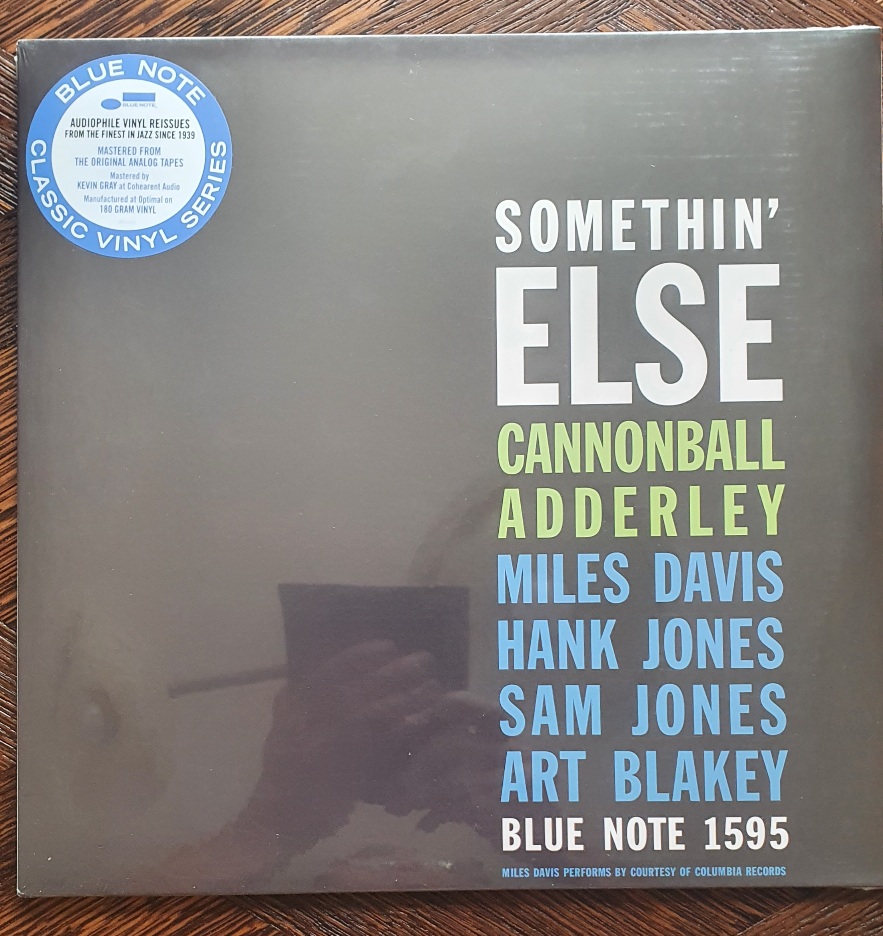 BLUE NOTE
BLUE NOTE
AUDIOPHILE VINYL REISSUES
FROM THE FINEST IN JAZZ SINCE 1939
MASTERED FROM
THE ORIGINAL ANALOG TAPES
Mastered by
KEVIN GRAY at Cohearent Audio
Manufactured at Optimal on
180 GRAM VINYL
CLASSIC VINYL SERIES
SOMETHIN’
ELSE
CANNONBALL
ADDERLEY
MILES DAVIS
HANK JONES
SAM JONES
ART BLAKEY
BLUE NOTE 1595
MILES DAVIS PERFORMS BY COURTESY OF COLUMBIA RECORDS